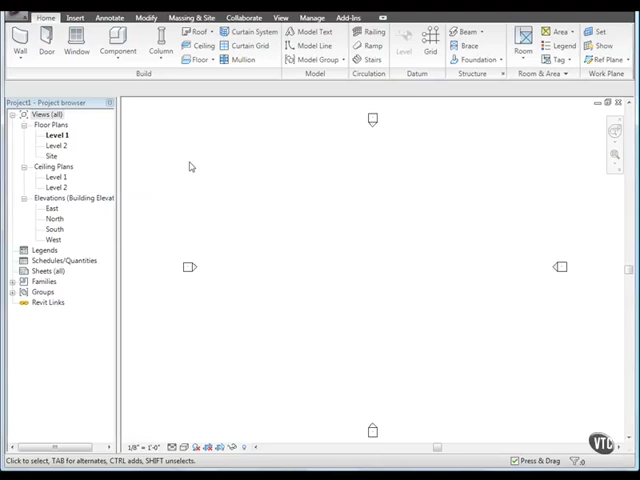 Home Insert Annotate Modify Massing & Site Collaborate View Manage Add-Ins
Wall Door Window Component Column
Roof Curtain System
Ceiling Curtain Grid
Floor Mullion
Build
Model Text
Model Line
Model Group
Model
Railing
Ramp
Stairs
Circulation
Level Grid
Datum
Beam
Brace
Foundation
Structure
Room
Area
Legend
Tag
Room & Area
Set
Show
Ref Plane
Work Plane
Project1 - Project browser
Views (all)
Floor Plans
Level 1
Level 2
Site
Ceiling Plans
Level 1
Level 2
Elevations (Building Elevat
East
North
South
West
Legends
Schedules/Quantities
Sheets (all)
Families
Groups
Revit Links
1/8" = 1'-0"
Click to select, TAB for alternates, CTRL adds, SHIFT unselects.
Press & Drag
:0
VTC